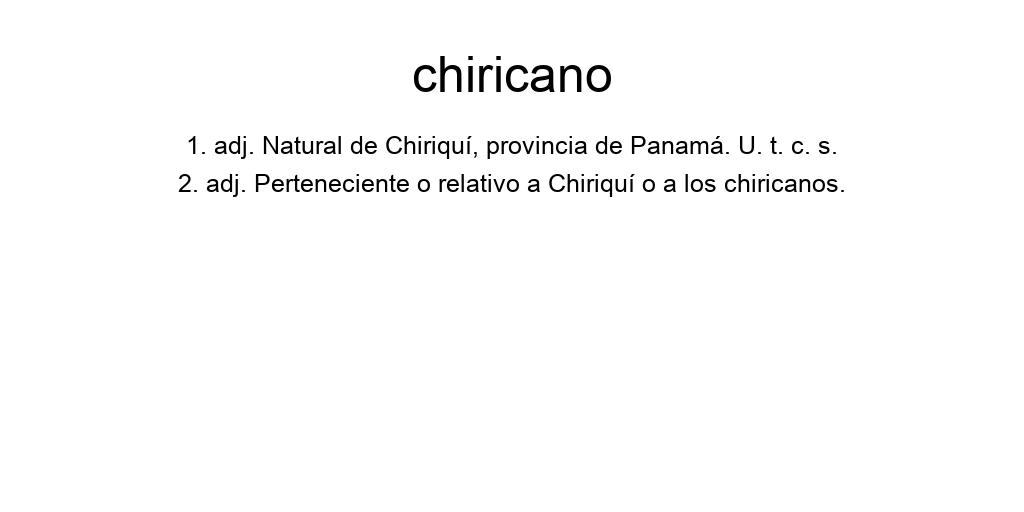 chiricano
1. adj. Natural de Chiriquí, provincia de Panamá. U. t. c. s.
2. adj. Perteneciente o relativo a Chiriquí o a los chiricanos.